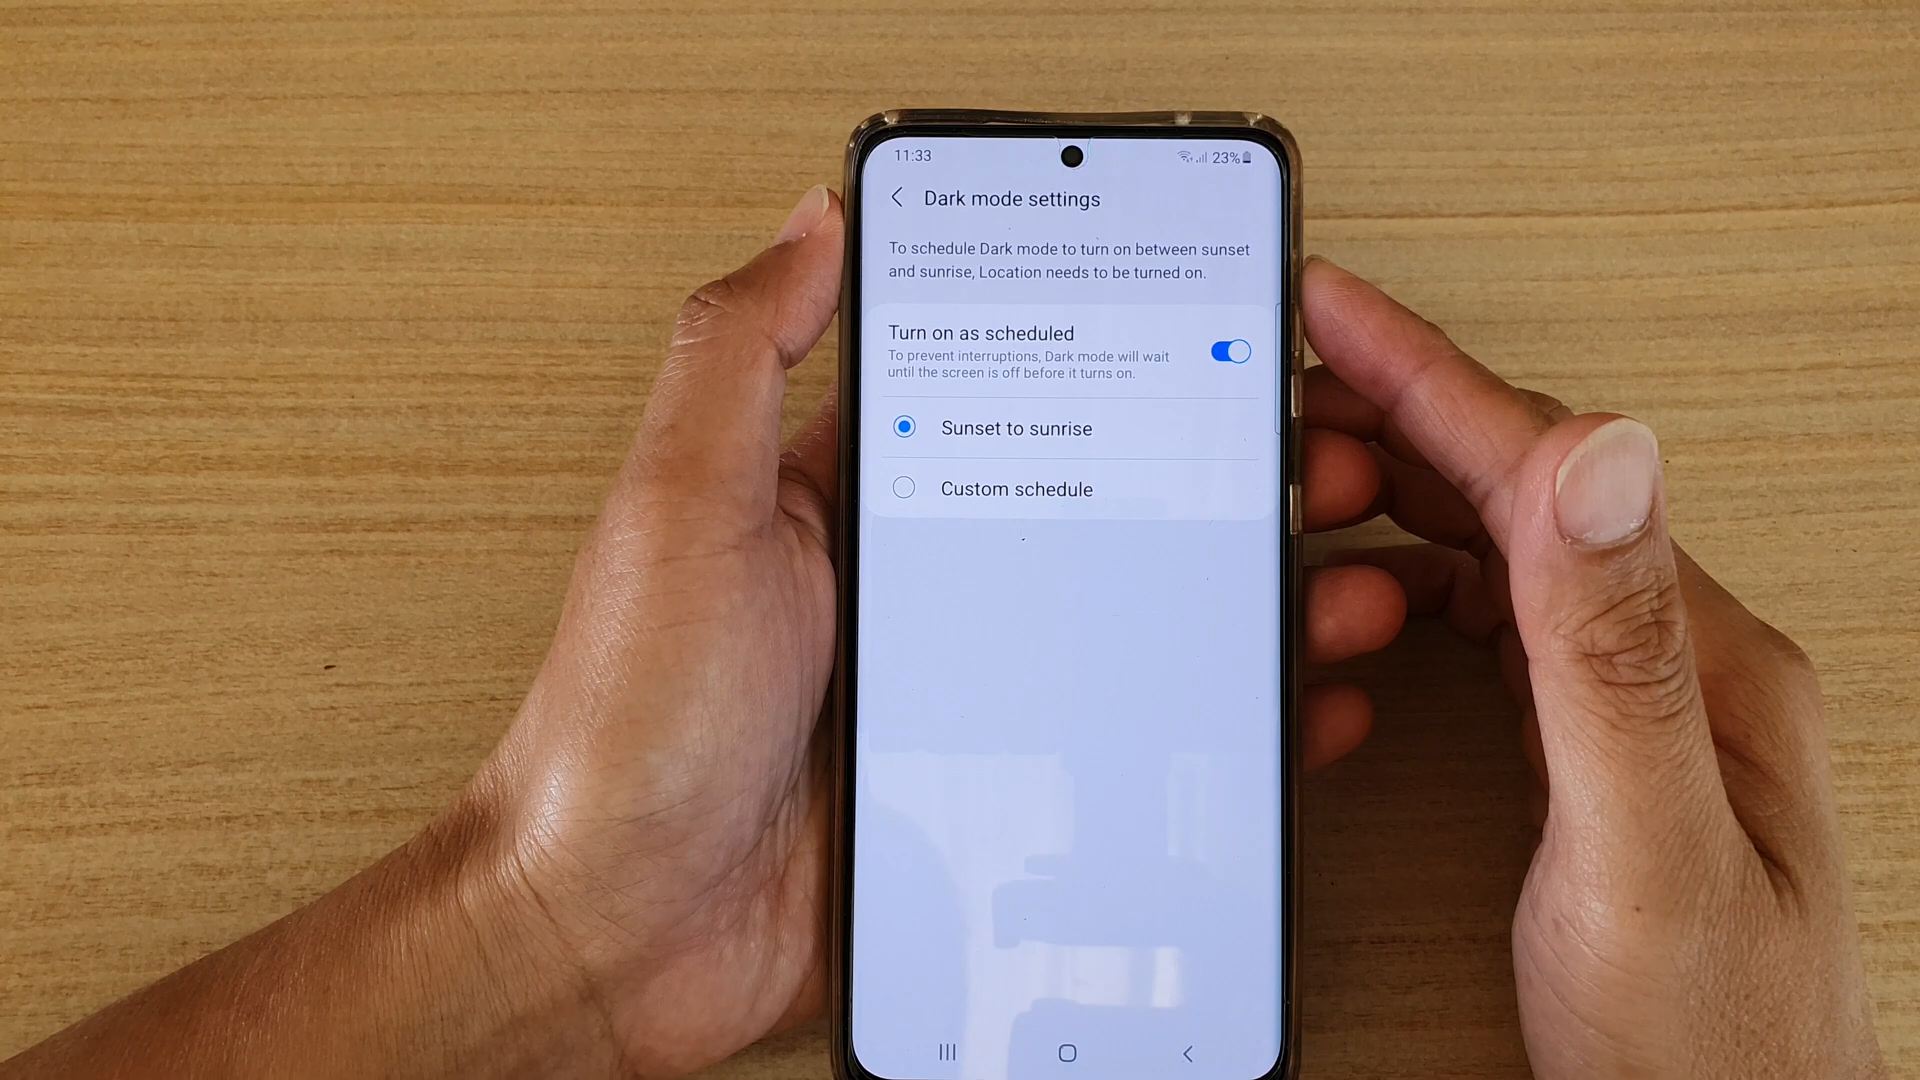 11:33
23%
Dark mode settings
To schedule Dark mode to turn on between sunset
and sunrise, Location needs to be turned on.
Turn on as scheduled
To prevent interruptions, Dark mode will wait
until the screen is off before it turns on.
Sunset to sunrise
Custom schedule